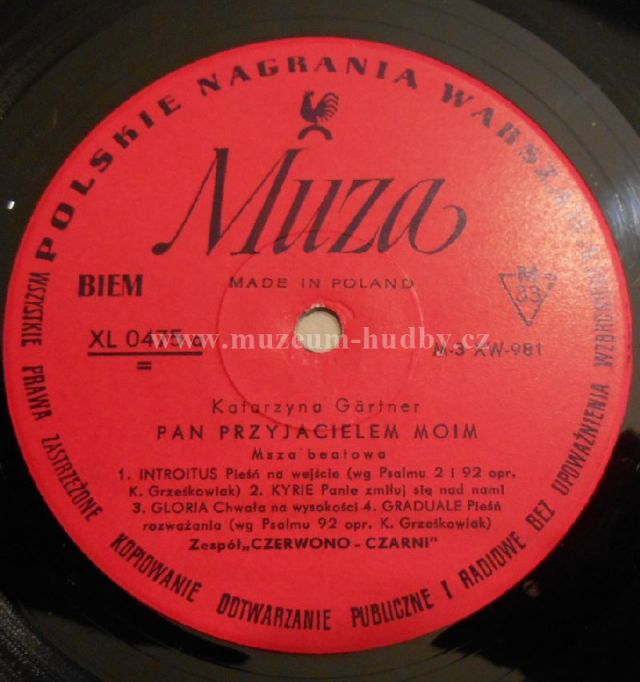 POLSKIE NAGRANIA WARSZAWA
Muza
MADE IN POLAND
BIEM
33
XL 0475
www.muzeum-hudby.cz
M-3 XW-981
Katarzyna Gärtner
PAN PRZYJACIELEM MOIM
Msza beatowa
1. INTROITUS Pieśń na wejście (wg Psalmu 2 i 92 opr.
K. Grześkowiak) 2. KYRIE Panie zmiłuj się nad nami
3. GLORIA Chwała na wysokości 4. GRADUALE Pieśń
rozważania (wg Psalmu 92 opr. K. Grześkowiak)
Zespół „CZERWONO-CZARNI"
WSZYSTKIE PRAWA ZASTRZEŻONE KOPIOWANIE ODTWARZANIE PUBLICZNE I RADIOWE BEZ UPOWAŻNIENIA WZBRONIONE